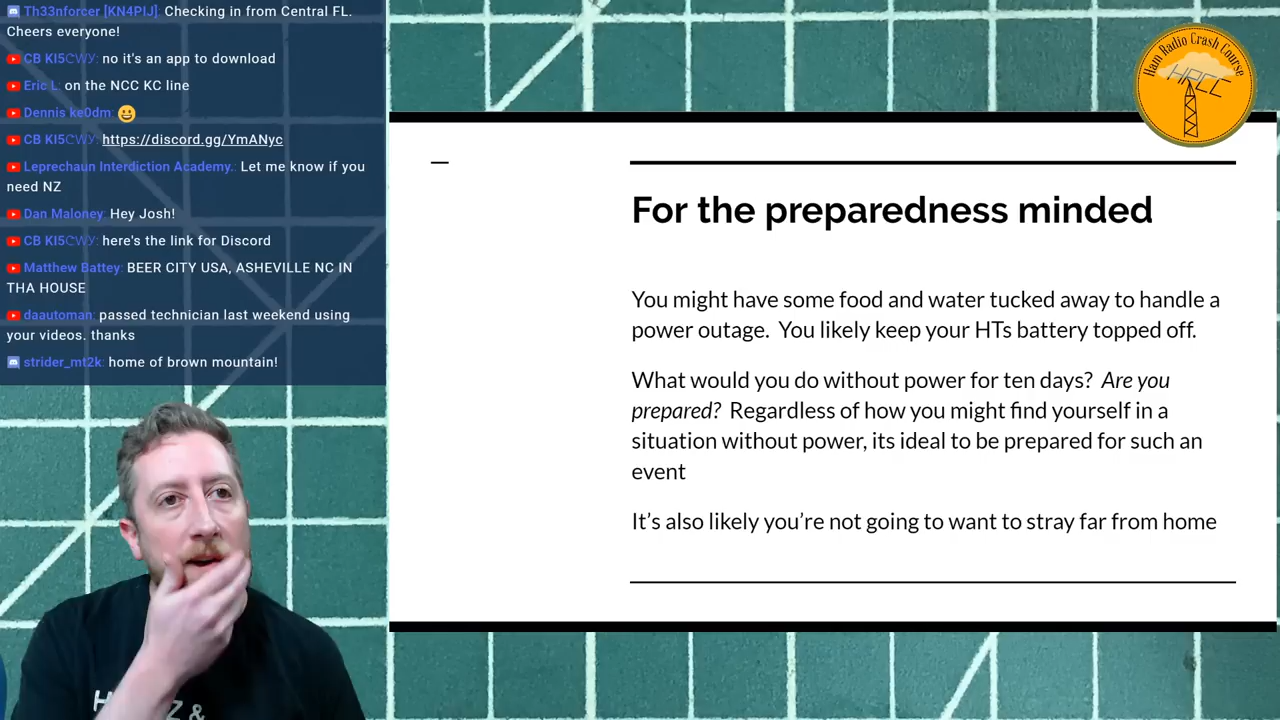 Th33nforcer [KN4PIJ]: Checking in from Central FL.
Cheers everyone!
CB KI5CWY: no it's an app to download
Eric L: on the NCC KC line
Dennis ke0dm 😀
CB KI5CWY: https://discord.gg/YmANyc
Leprechaun Interdiction Academy.: Let me know if you
need NZ
Dan Maloney: Hey Josh!
CB KI5CWY: here's the link for Discord
Matthew Battey: BEER CITY USA, ASHEVILLE NC IN
THA HOUSE
daautoman: passed technician last weekend using
your videos. thanks
strider_mt2k: home of brown mountain!
Ham Radio Crash Course
HRCC
For the preparedness minded
You might have some food and water tucked away to handle a
power outage.  You likely keep your HTs battery topped off.
What would you do without power for ten days?  Are you
prepared?  Regardless of how you might find yourself in a
situation without power, its ideal to be prepared for such an
event
It’s also likely you’re not going to want to stray far from home